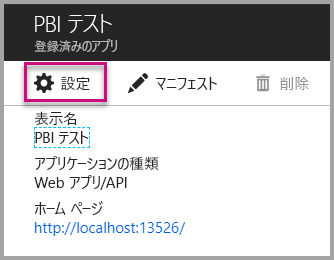 PBI テスト
登録済みのアプリ
設定 マニフェスト 削除
表示名
PBI テスト
アプリケーションの種類
Web アプリ/API
ホーム ページ
http://localhost:13526/